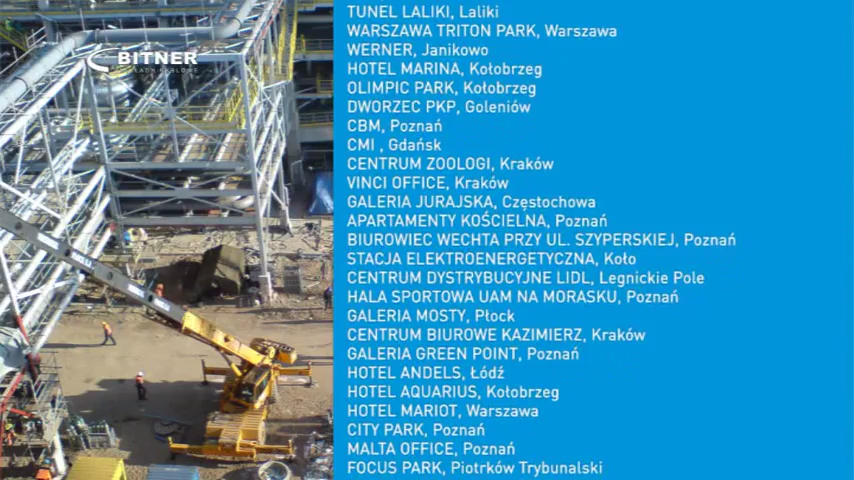 BITNER
TUNEL LALIKI, Laliki
WARSZAWA TRITON PARK, Warszawa
WERNER, Janikowo
HOTEL MARINA, Kołobrzeg
OLIMPIC PARK, Kołobrzeg
DWORZEC PKP, Goleniów
CBM, Poznań
CMI , Gdańsk
CENTRUM ZOOLOGI, Kraków
VINCI OFFICE, Kraków
GALERIA JURAJSKA, Częstochowa
APARTAMENTY KOŚCIELNA, Poznań
BIUROWIEC WECHTA PRZY UL. SZYPERSKIEJ, Poznań
STACJA ELEKTROENERGETYCZNA, Koło
CENTRUM DYSTRYBUCYJNE LIDL, Legnickie Pole
HALA SPORTOWA UAM NA MORASKU, Poznań
GALERIA MOSTY, Płock
CENTRUM BIUROWE KAZIMIERZ, Kraków
GALERIA GREEN POINT, Poznań
HOTEL ANDELS, Łódź
HOTEL AQUARIUS, Kołobrzeg
HOTEL MARIOT, Warszawa
CITY PARK, Poznań
MALTA OFFICE, Poznań
FOCUS PARK, Piotrków Trybunalski